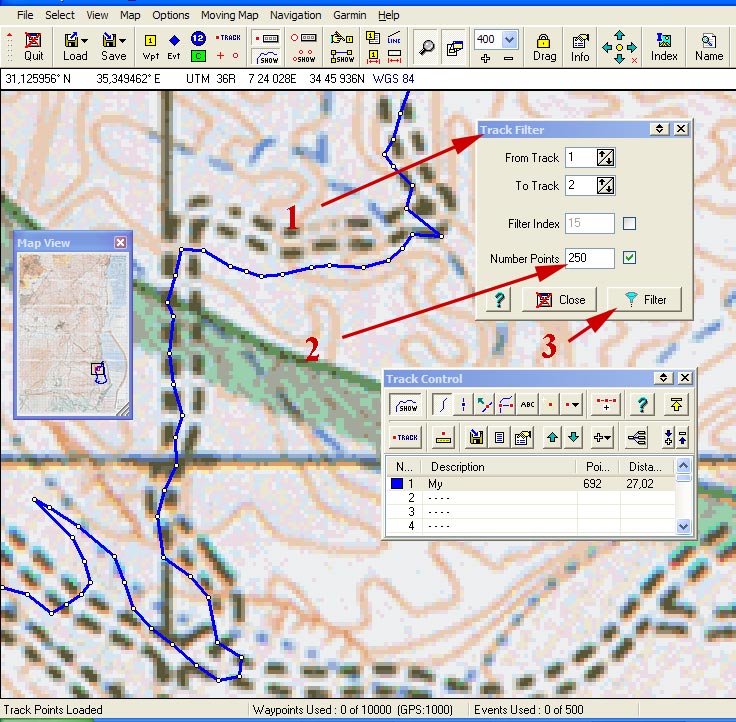 File Select View Map Options Moving Map Navigation Garmin Help
12 TRACK LINE
1 C 400
Quit Load Save Wpt Evt SHOW SHOW SHOW Drag Info Index Name
31,125956° N 35,349462° E UTM 36R 7 24 028E 34 45 936N WGS 84
Track Filter
From Track 1
To Track 2
1
Filter Index 15
Map View
Number Points 250
? Close Filter
2
3
Track Control
SHOW ABC ?
TRACK
N... Description Poi... Dista...
1 My 692 27,02
2 ----
3 ----
4 ----
Track Points Loaded Waypoints Used : 0 of 10000 (GPS:1000) Events Used : 0 of 500